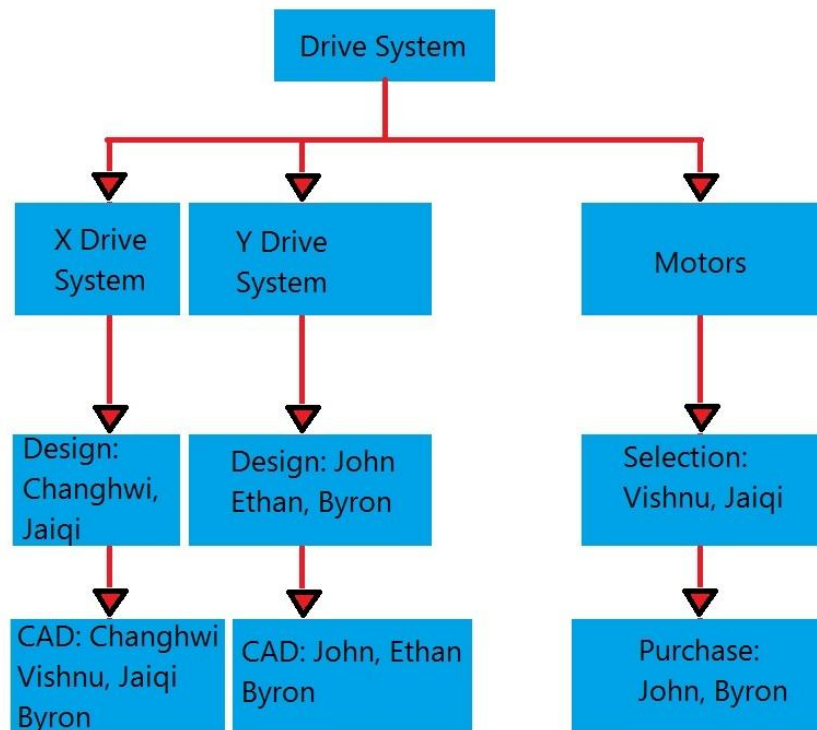 Drive System
X Drive
System
Y Drive
System
Motors
Design:
Changhwi,
Jaiqi
Design: John
Ethan, Byron
Selection:
Vishnu, Jaiqi
CAD: Changhwi
Vishnu, Jaiqi
Byron
CAD: John, Ethan
Byron
Purchase:
John, Byron